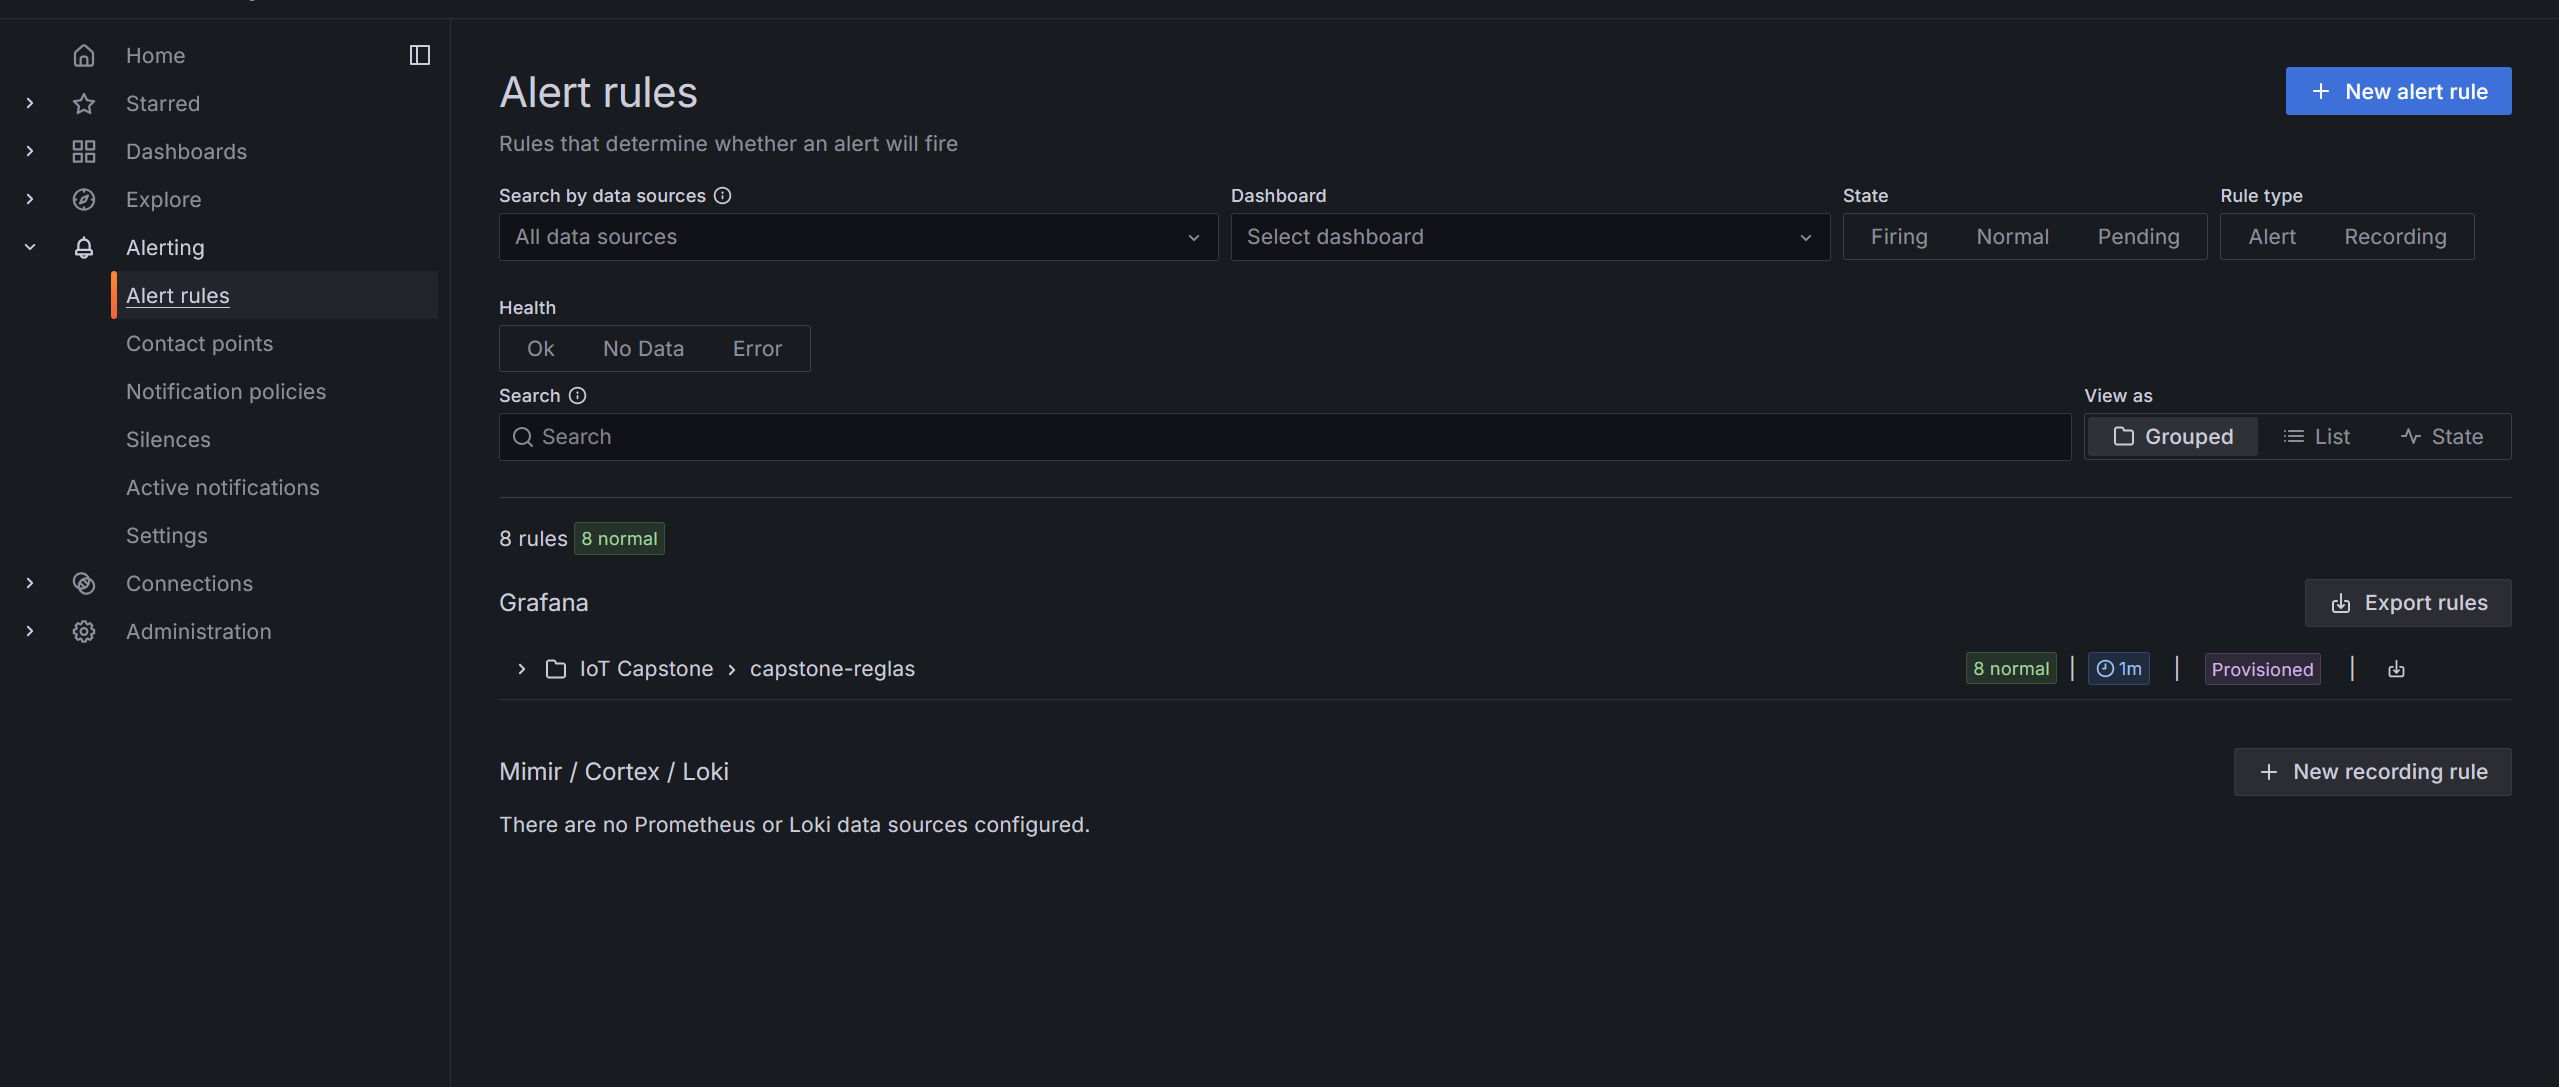 Home
Starred
Dashboards
Explore
Alerting
Alert rules
Contact points
Notification policies
Silences
Active notifications
Settings
Connections
Administration
Alert rules
New alert rule
Rules that determine whether an alert will fire
Search by data sources Dashboard State Rule type
All data sources Select dashboard Firing Normal Pending Alert Recording
Health
Ok No Data Error
Search View as
Search Grouped List State
8 rules 8 normal
Grafana Export rules
IoT Capstone capstone-reglas 8 normal | 1m | Provisioned |
Mimir / Cortex / Loki New recording rule
There are no Prometheus or Loki data sources configured.